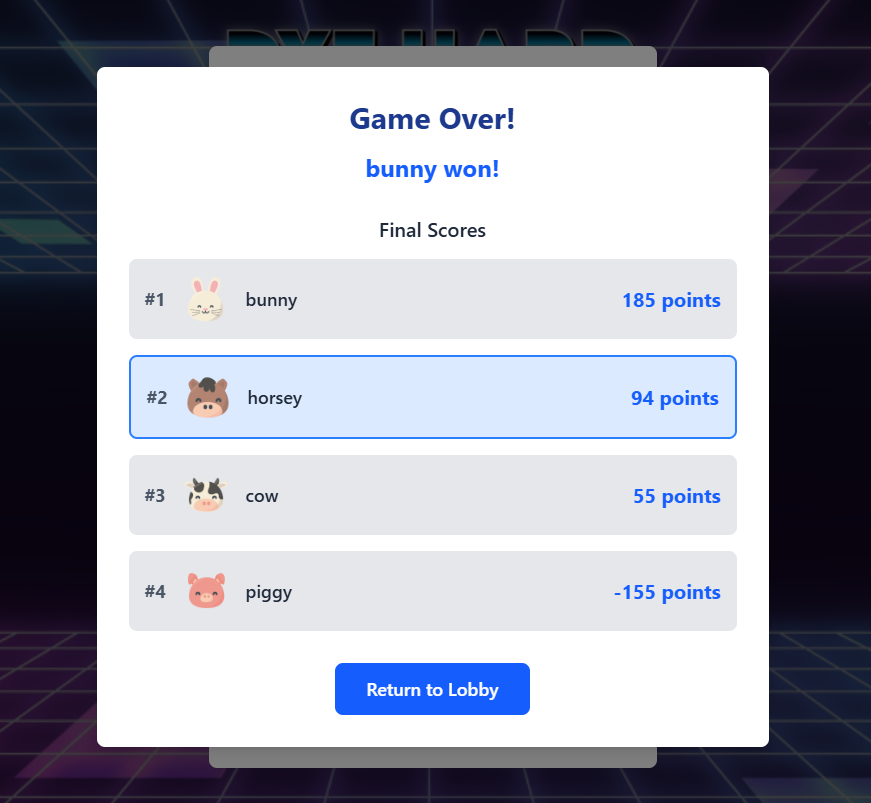 Game Over!
bunny won!
Final Scores
#1 bunny 185 points
#2 horsey 94 points
#3 cow 55 points
#4 piggy -155 points
Return to Lobby